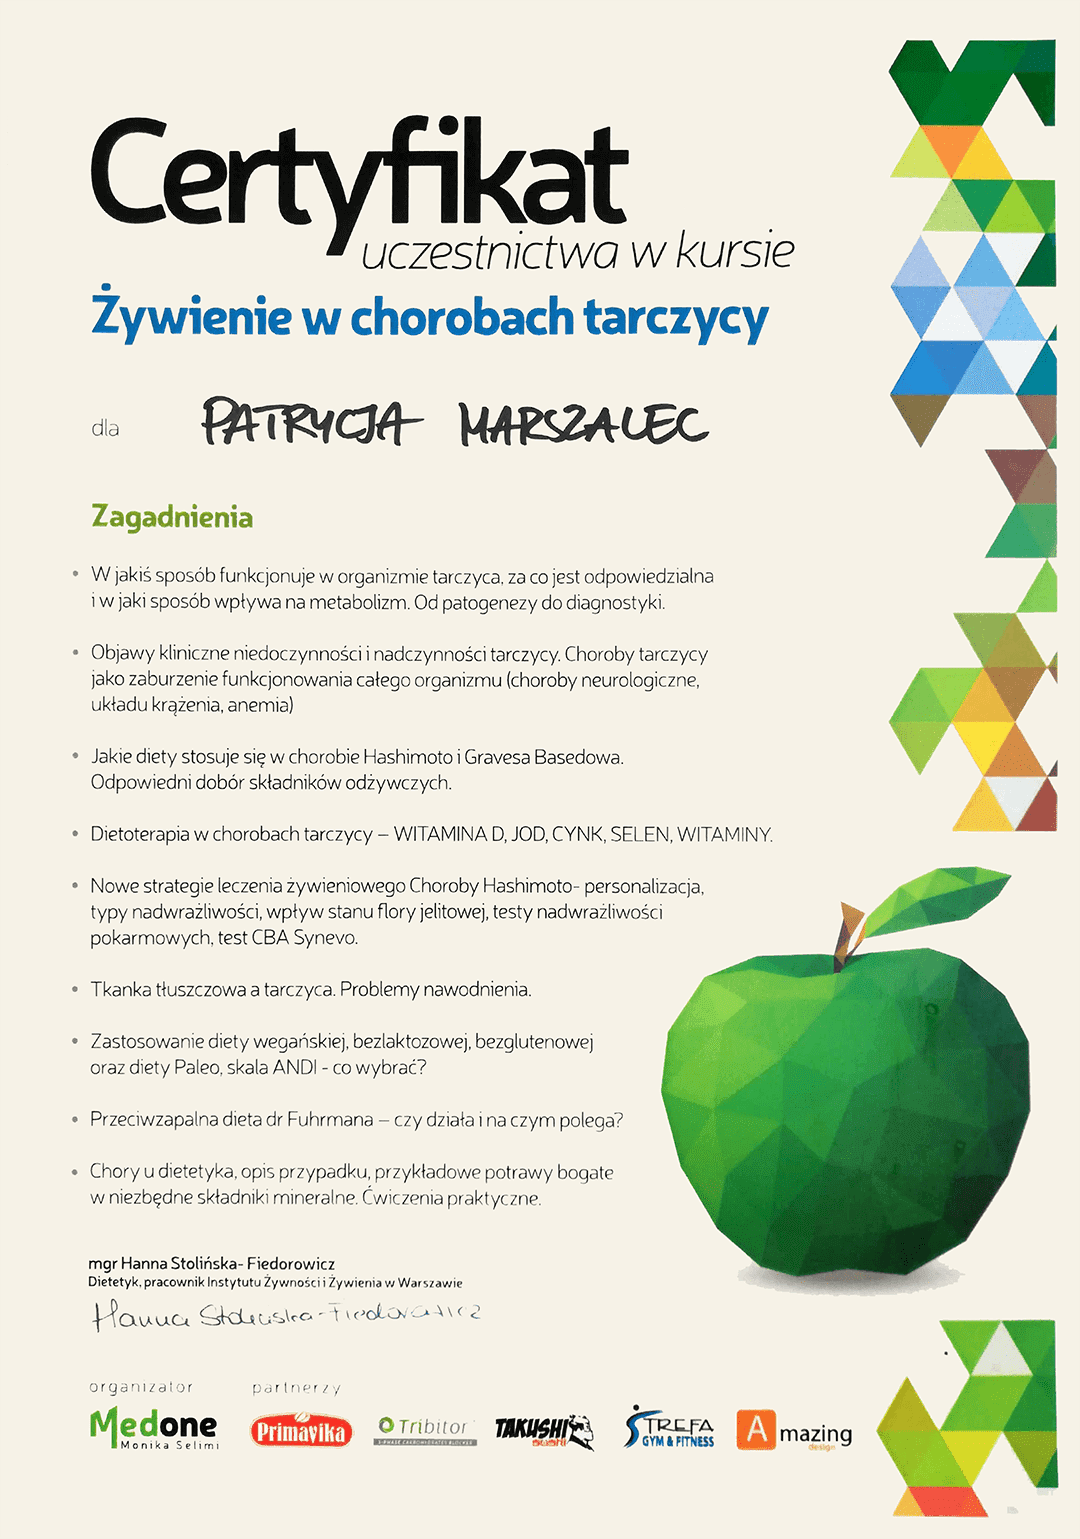 Certyfikat
uczestnictwa w kursie
Żywienie w chorobach tarczycy
dla PATRYCJA MARSZALEC
Zagadnienia
• W jakiś sposób funkcjonuje w organizmie tarczyca, za co jest odpowiedzialna
i w jaki sposób wpływa na metabolizm. Od patogenezy do diagnostyki.
• Objawy kliniczne niedoczynności i nadczynności tarczycy. Choroby tarczycy
jako zaburzenie funkcjonowania całego organizmu (choroby neurologiczne,
układu krążenia, anemia)
• Jakie diety stosuje się w chorobie Hashimoto i Gravesa Basedowa.
Odpowiedni dobór składników odżywczych.
• Dietoterapia w chorobach tarczycy – WITAMINA D, JOD, CYNK, SELEN, WITAMINY.
• Nowe strategie leczenia żywieniowego Choroby Hashimoto- personalizacja,
typy nadwrażliwości, wpływ stanu flory jelitowej, testy nadwrażliwości
pokarmowych, test CBA Synevo.
• Tkanka tłuszczowa a tarczyca. Problemy nawodnienia.
• Zastosowanie diety wegańskiej, bezlaktozowej, bezglutenowej
oraz diety Paleo, skala ANDI - co wybrać?
• Przeciwzapalna dieta dr Fuhrmana – czy działa i na czym polega?
• Chory u dietetyka, opis przypadku, przykładowe potrawy bogate
w niezbędne składniki mineralne. Ćwiczenia praktyczne.
mgr Hanna Stolińska- Fiedorowicz
Dietetyk, pracownik Instytutu Żywności i Żywienia w Warszawie
Hanna Stolińska-Fiedorowicz
organizator partnerzy
Medone
Monika Selimi
Primavika
Tribitor
TAKUSHI
sushi
STREFA
GYM & FITNESS
Amazing
design